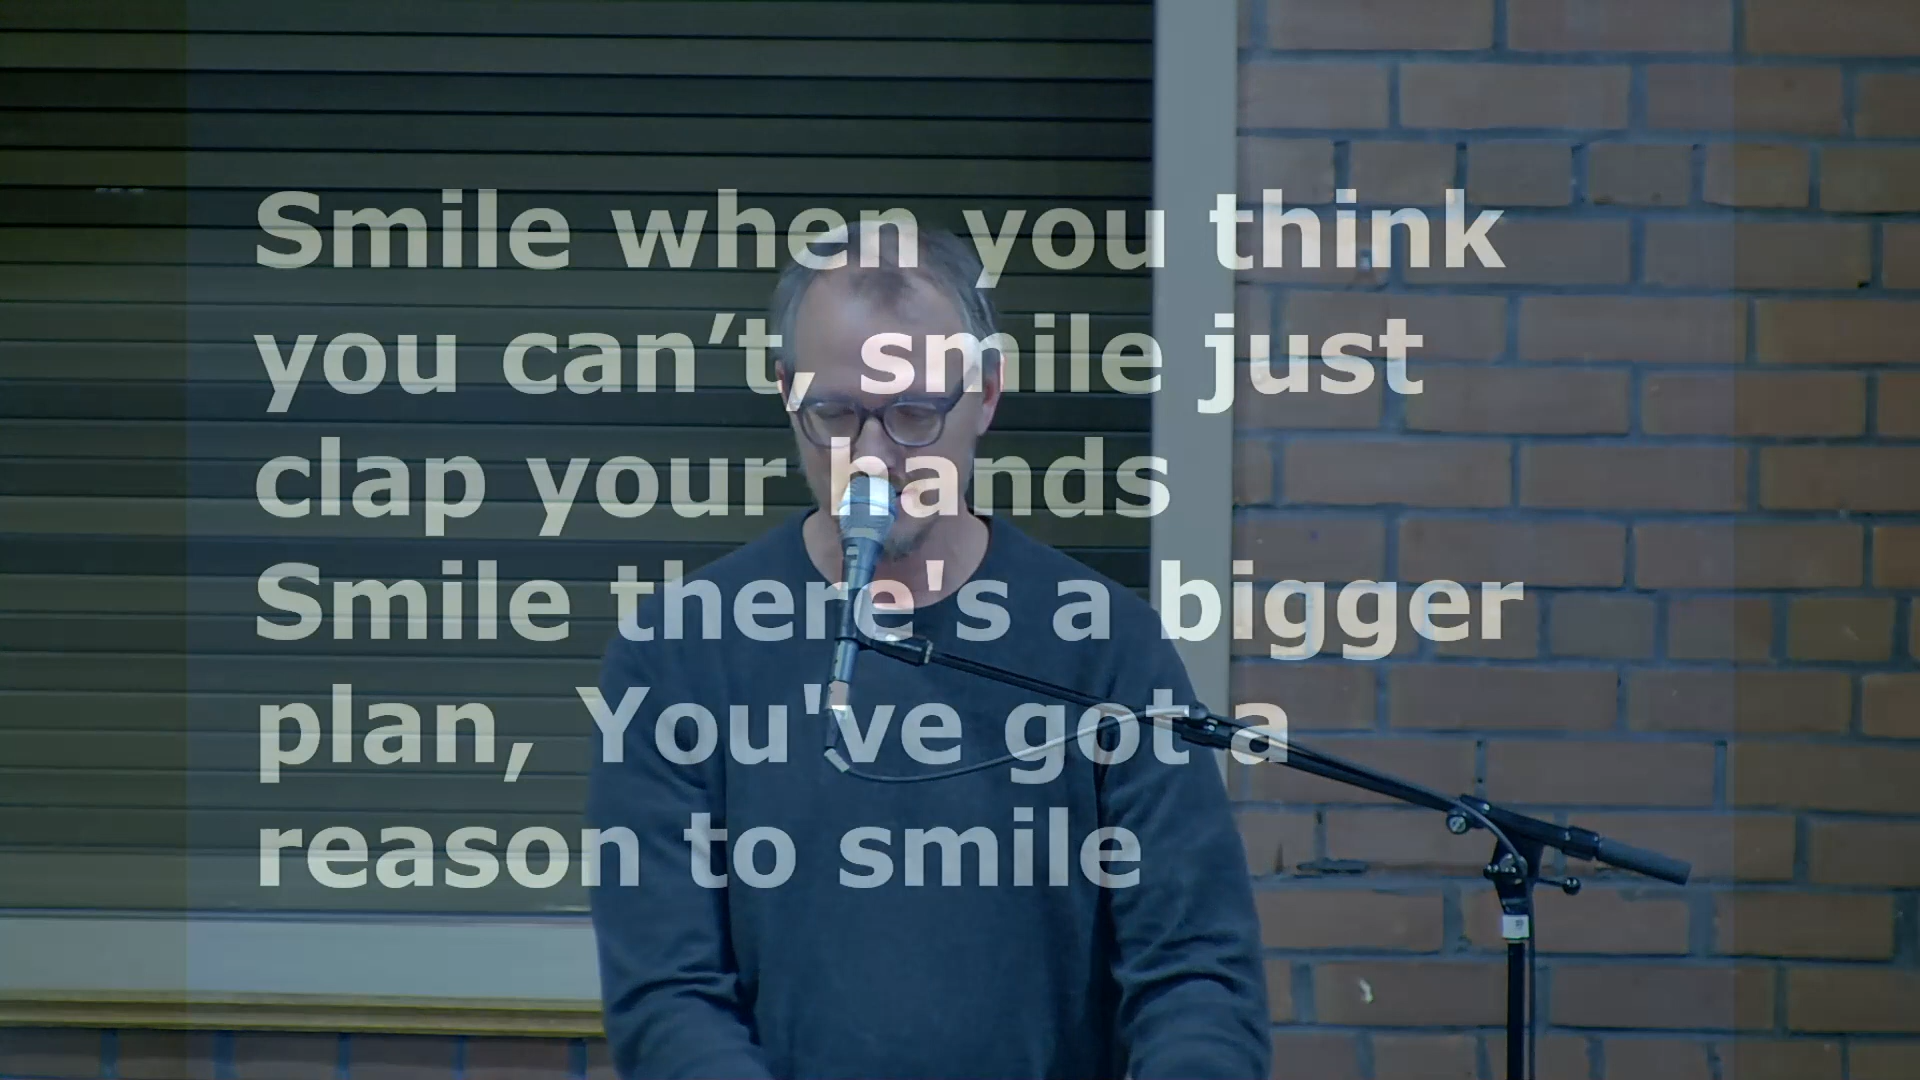 Smile when you think
you can’t, smile just
clap your hands
Smile there's a bigger
plan, You've got a
reason to smile